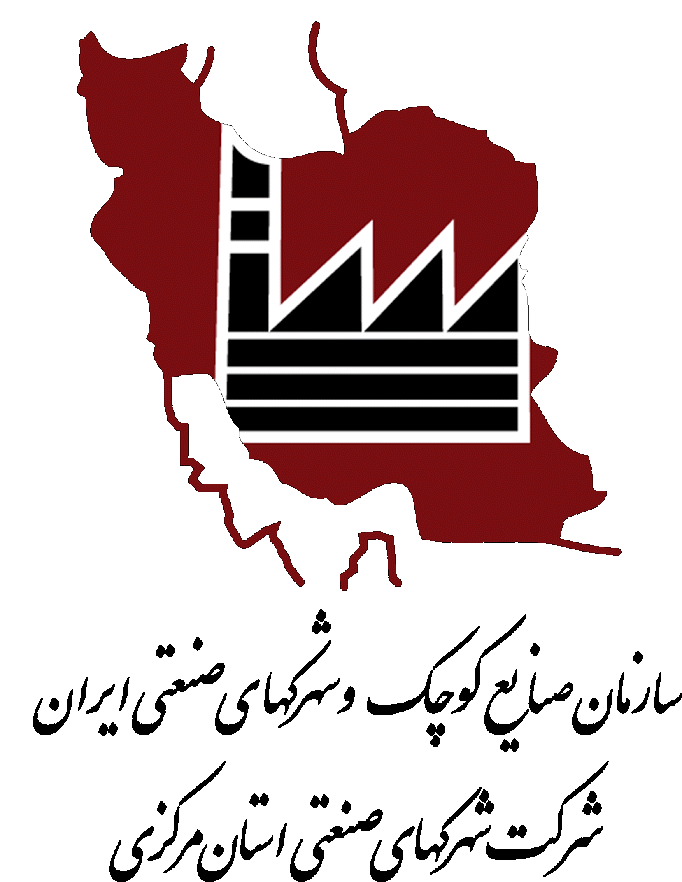 سازمان صنایع کوچک و شهرکهای صنعتی ایران
شرکت شهرکهای صنعتی استان مرکزی